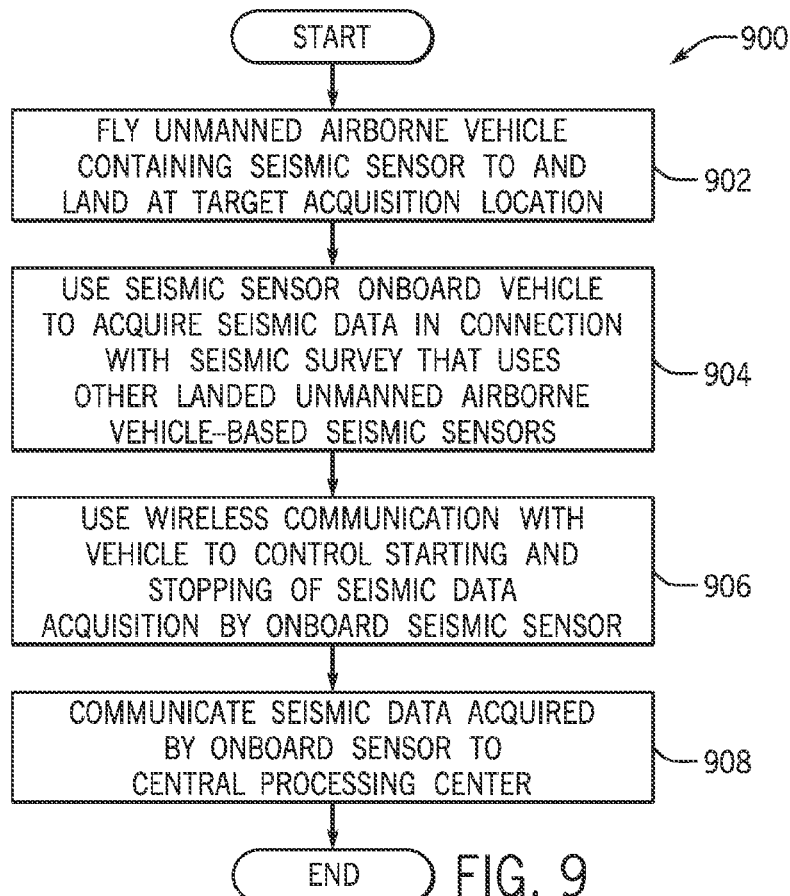 START
900
FLY UNMANNED AIRBORNE VEHICLE
CONTAINING SEISMIC SENSOR TO AND
LAND AT TARGET ACQUISITION LOCATION
902
USE SEISMIC SENSOR ONBOARD VEHICLE
TO ACQUIRE SEISMIC DATA IN CONNECTION
WITH SEISMIC SURVEY THAT USES
OTHER LANDED UNMANNED AIRBORNE
VEHICLE-BASED SEISMIC SENSORS
904
USE WIRELESS COMMUNICATION WITH
VEHICLE TO CONTROL STARTING AND
STOPPING OF SEISMIC DATA
ACQUISITION BY ONBOARD SEISMIC SENSOR
906
COMMUNICATE SEISMIC DATA ACQUIRED
BY ONBOARD SENSOR TO
CENTRAL PROCESSING CENTER
908
END
FIG. 9